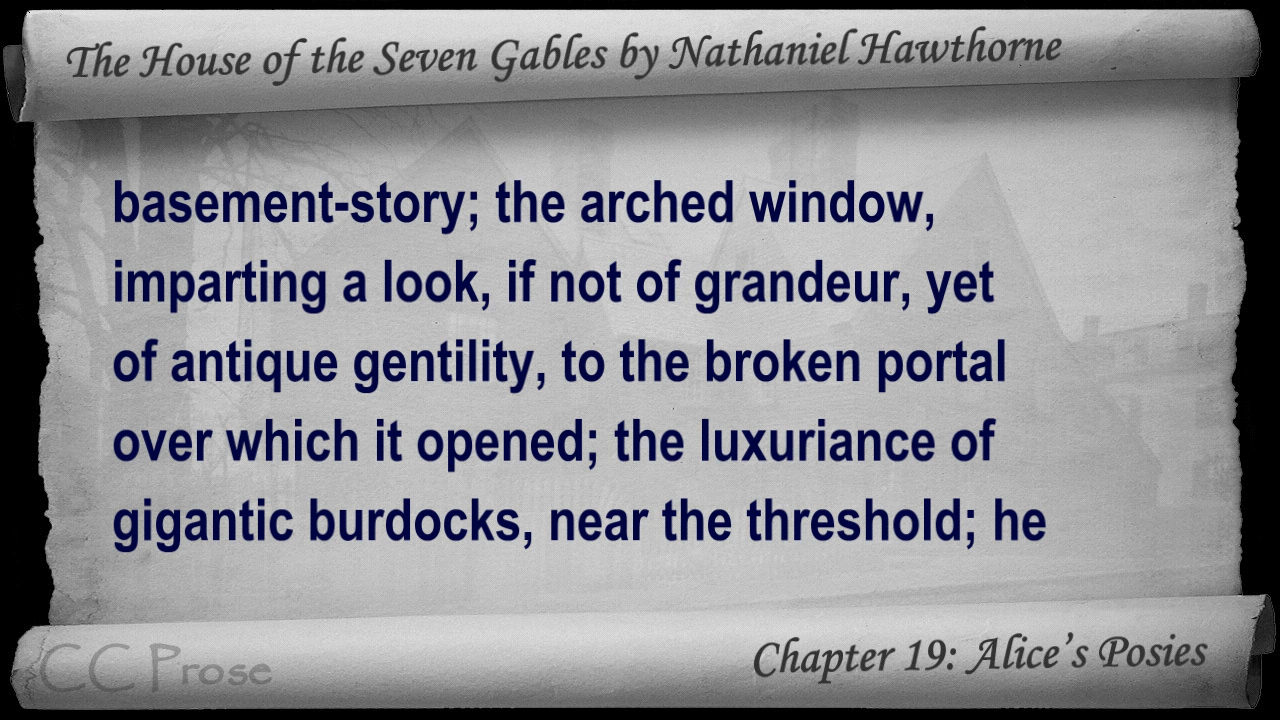 The House of the Seven Gables by Nathaniel Hawthorne
basement-story; the arched window,
imparting a look, if not of grandeur, yet
of antique gentility, to the broken portal
over which it opened; the luxuriance of
gigantic burdocks, near the threshold; he
CC Prose
Chapter 19: Alice's Posies